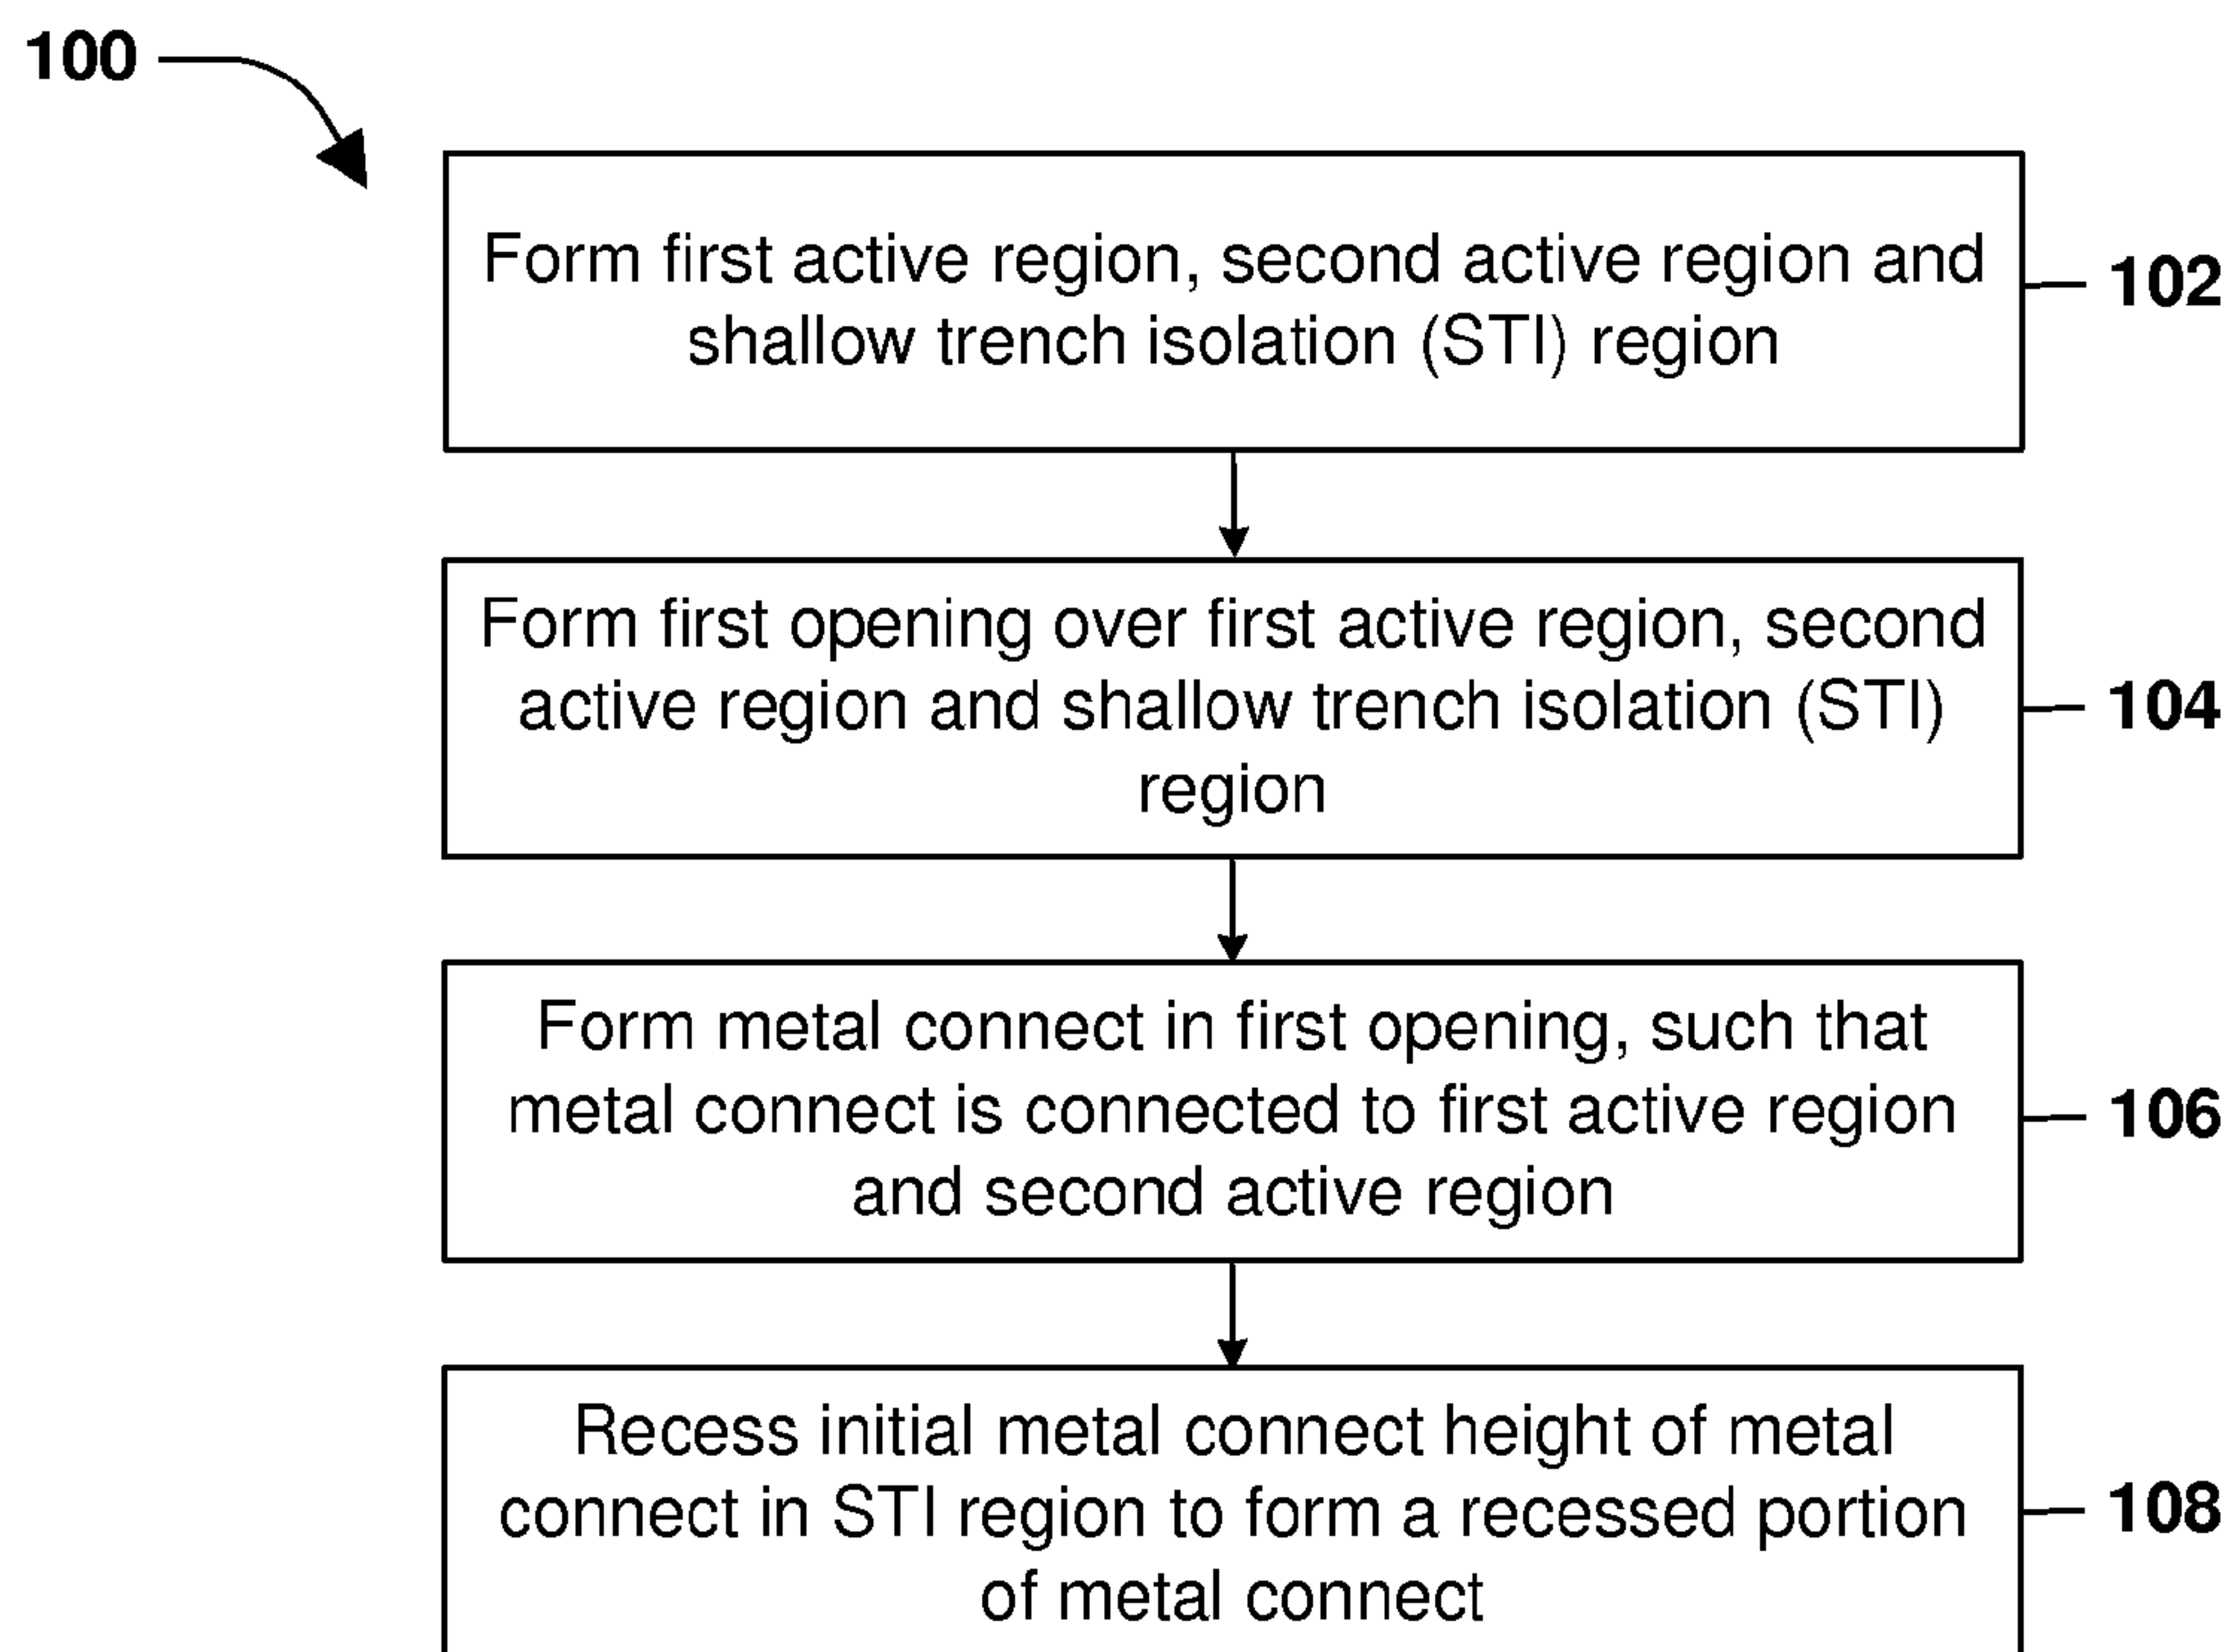 100
Form first active region, second active region and
shallow trench isolation (STI) region
102
Form first opening over first active region, second
active region and shallow trench isolation (STI)
region
104
Form metal connect in first opening, such that
metal connect is connected to first active region
and second active region
106
Recess initial metal connect height of metal
connect in STI region to form a recessed portion
of metal connect
108